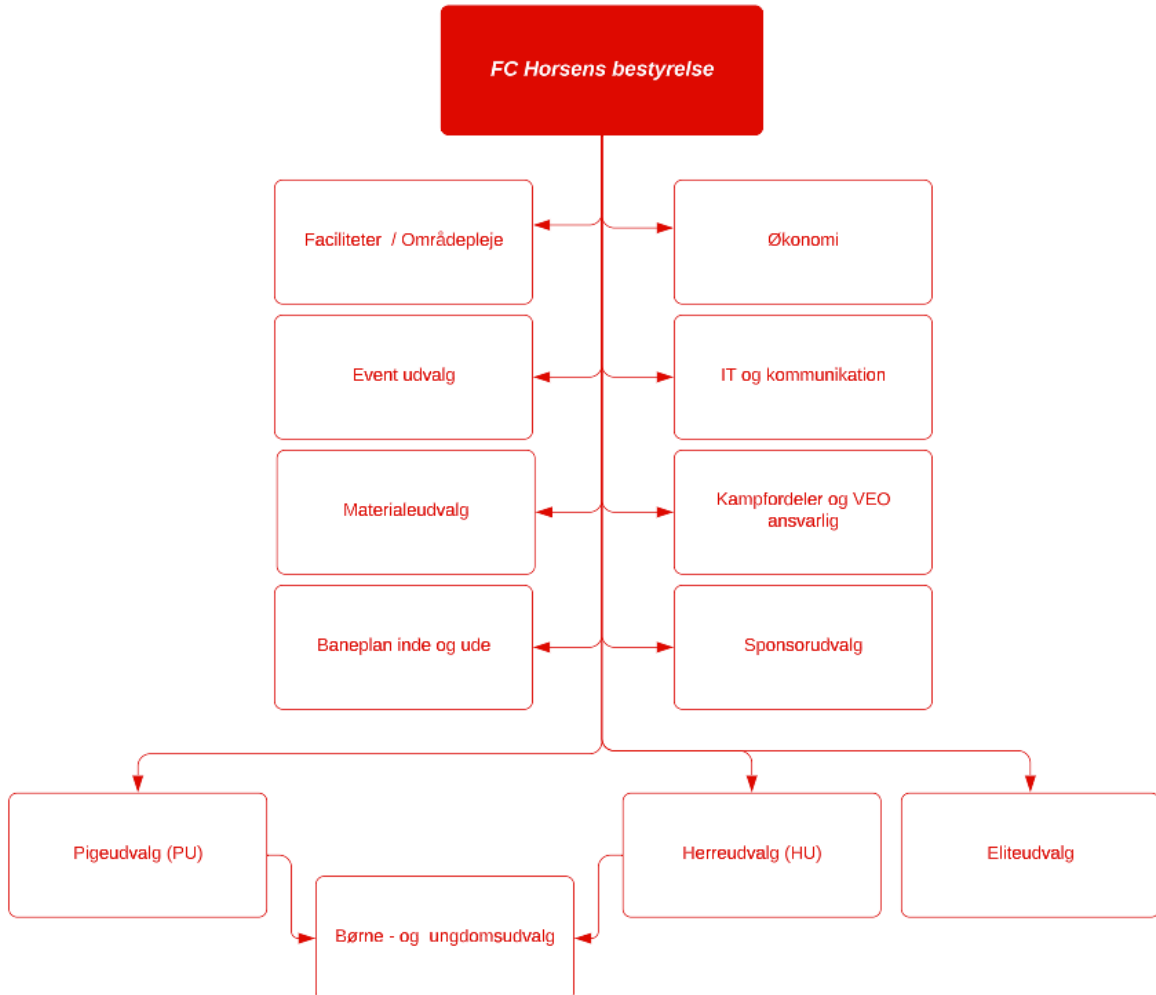 FC Horsens bestyrelse
Faciliteter / Områdepleje
Økonomi
Event udvalg
IT og kommunikation
Materialeudvalg
Kampfordeler og VEO
ansvarlig
Baneplan inde og ude
Sponsorudvalg
Pigeudvalg (PU)
Herreudvalg (HU)
Eliteudvalg
Børne - og ungdomsudvalg